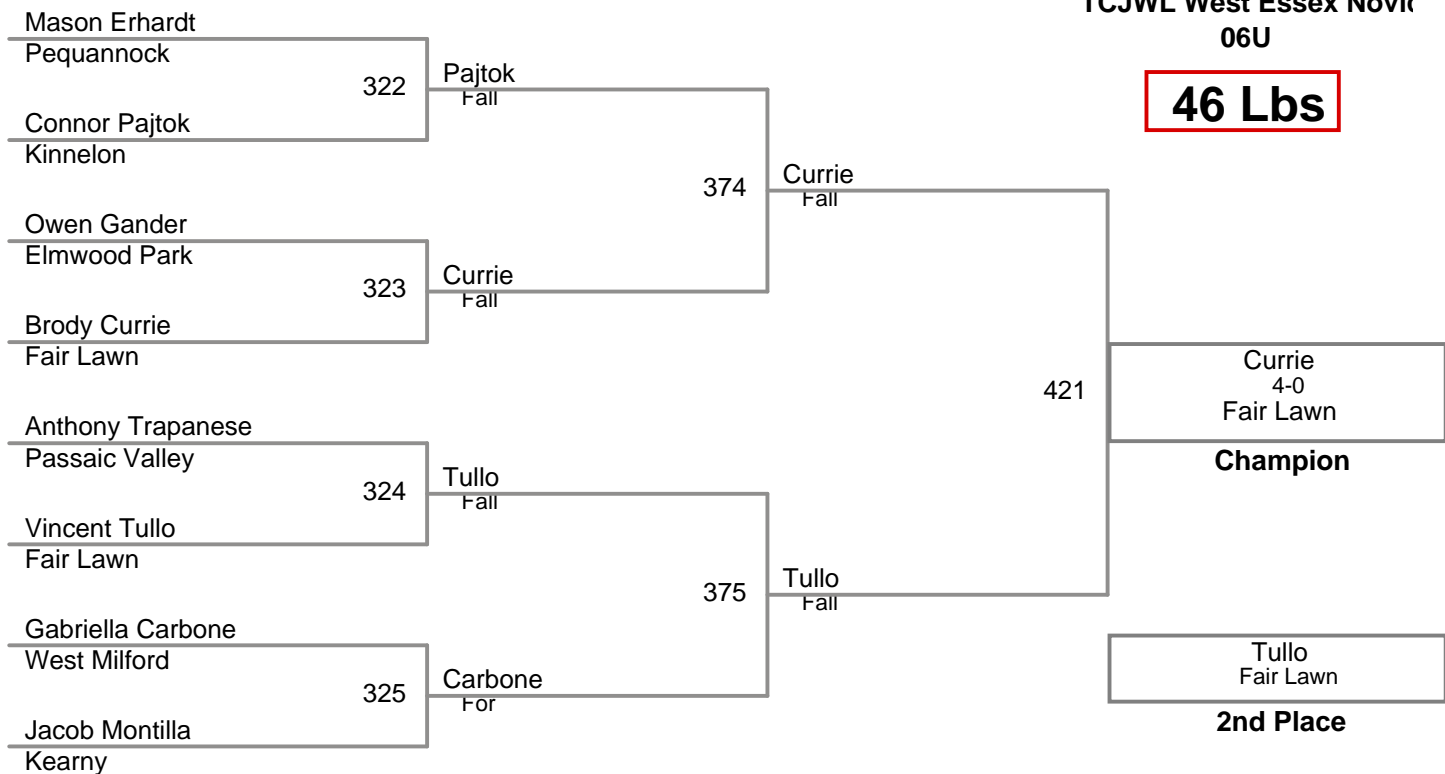 TCJWL West Essex
06U
46 Lbs
Mason Erhardt
Pequannock
322
Connor Pajtok
Kinnelon
Pajtok
Fall
Owen Gander
Elmwood Park
323
Brody Currie
Fair Lawn
Currie
Fall
374
Currie
Fall
Anthony Trapanese
Passaic Valley
324
Vincent Tullo
Fair Lawn
Tullo
Fall
Gabriella Carbone
West Milford
325
Jacob Montilla
Kearny
Carbone
For
375
Tullo
Fall
421
Currie
4-0
Fair Lawn
Champion
Tullo
Fair Lawn
2nd Place